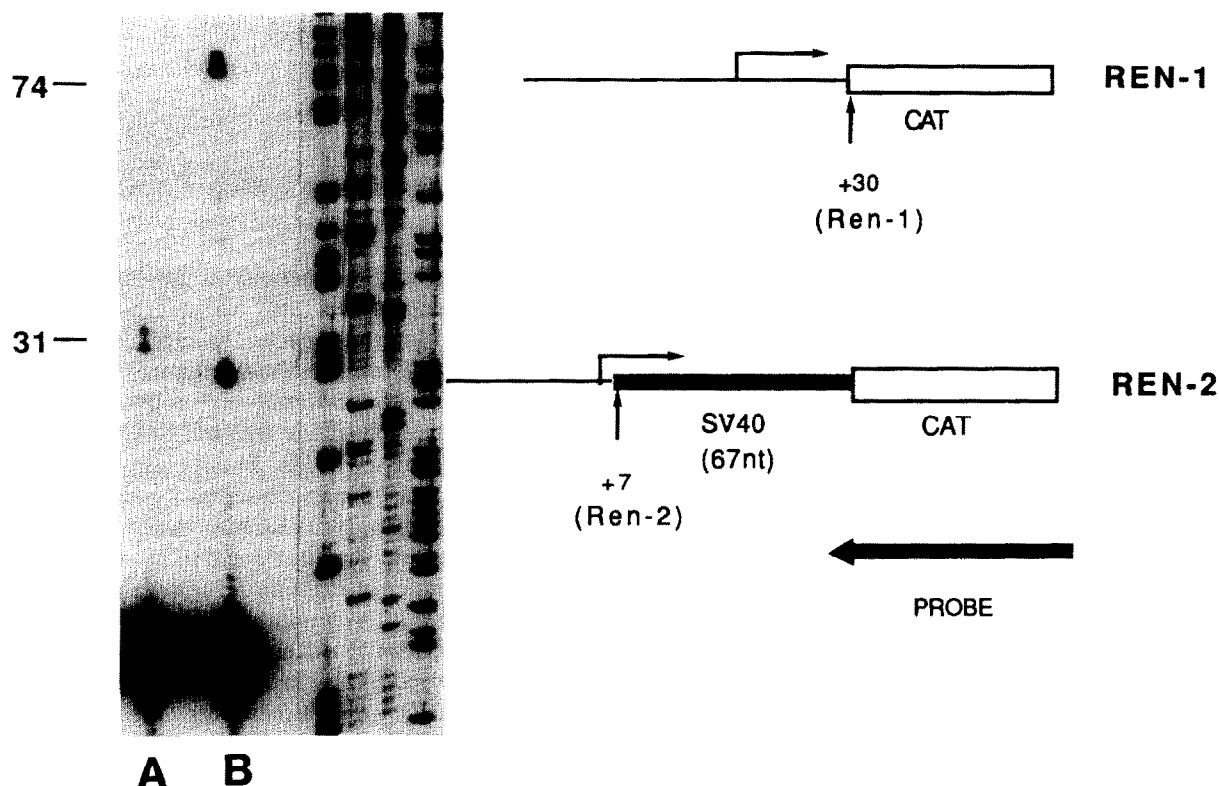 74
31
A B
REN-1
CAT
+30
(Ren-1)
REN-2
SV40
CAT
(67nt)
+7
(Ren-2)
PROBE